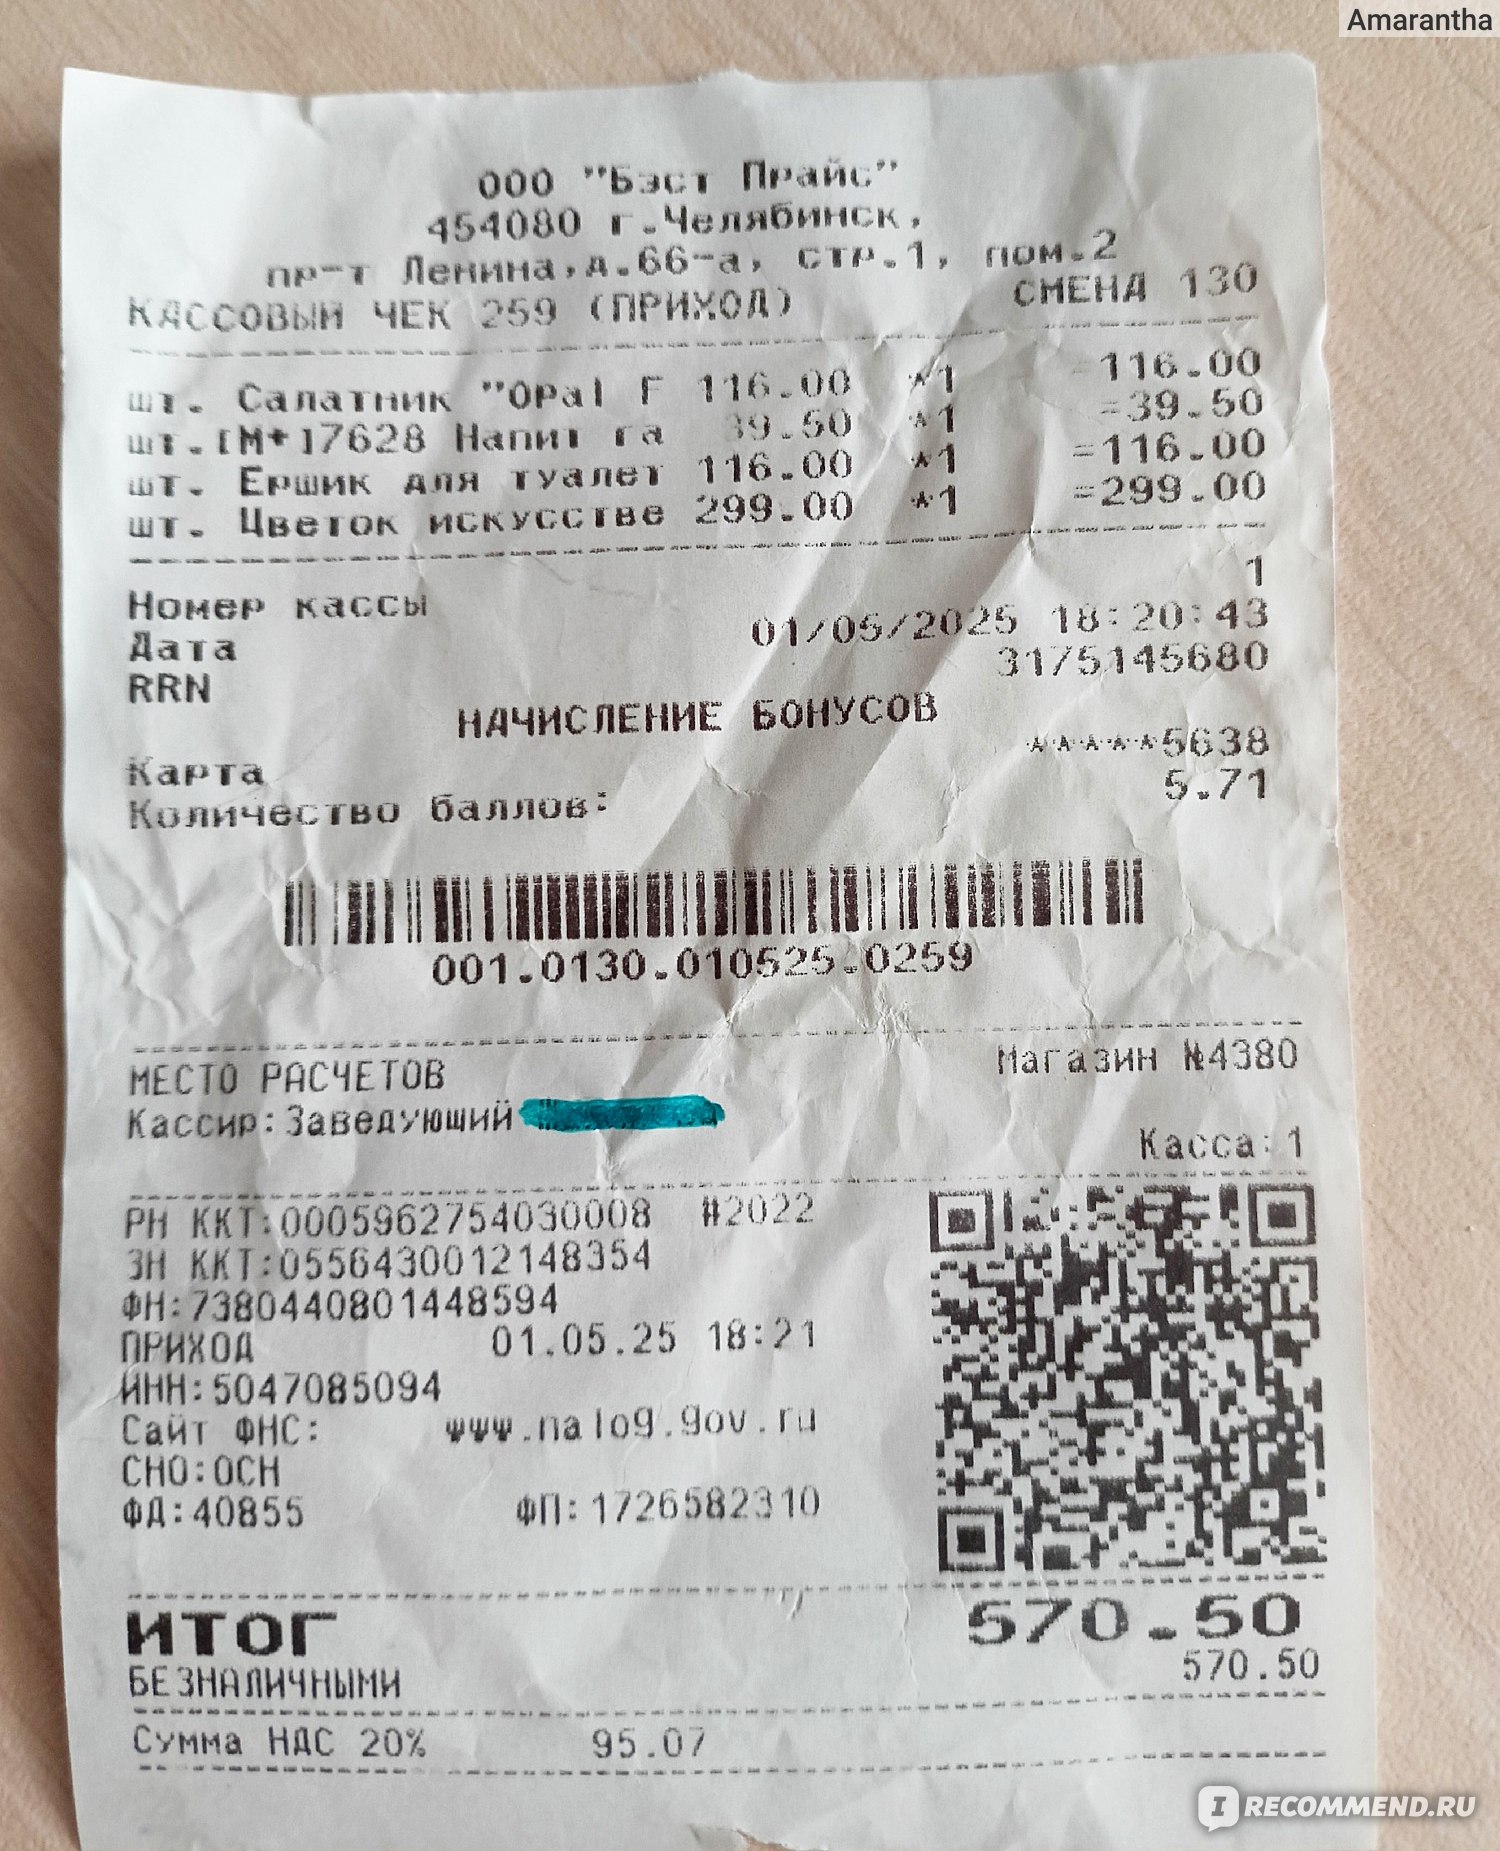 Amarantha
ООО "Бэст Прайс"
454080 г.Челябинск,
пр-т Ленина,д.66-а, стр.1, пом.2
КАССОВЫЙ ЧЕК 259 (ПРИХОД) СМЕНА 130
шт. Салатник "Opal F 116.00 *1 =116.00
шт.[М+]7628 Напит га 39.50 *1 =39.50
шт. Ершик для туалет 116.00 *1 =116.00
шт. Цветок искусстве 299.00 *1 =299.00
Номер кассы 1
Дата 01/05/2025 18:20:43
RRN 3175145680
НАЧИСЛЕНИЕ БОНУСОВ
Карта *****5638
Количество баллов: 5.71
001.0130.010525.0259
МЕСТО РАСЧЕТОВ Магазин №4380
Кассир:Заведующий
Касса:1
РН ККТ:0005962754030008 #2022
ЗН ККТ:0556430012148354
ФН:7380440801448594
ПРИХОД 01.05.25 18:21
ИНН:5047085094
Сайт ФНС: www.nalog.gov.ru
СНО:ОСН
ФД:40855 ФП:1726582310
ИТОГ 570.50
БЕЗНАЛИЧНЫМИ 570.50
Сумма НДС 20% 95.07
IRECOMMEND.RU